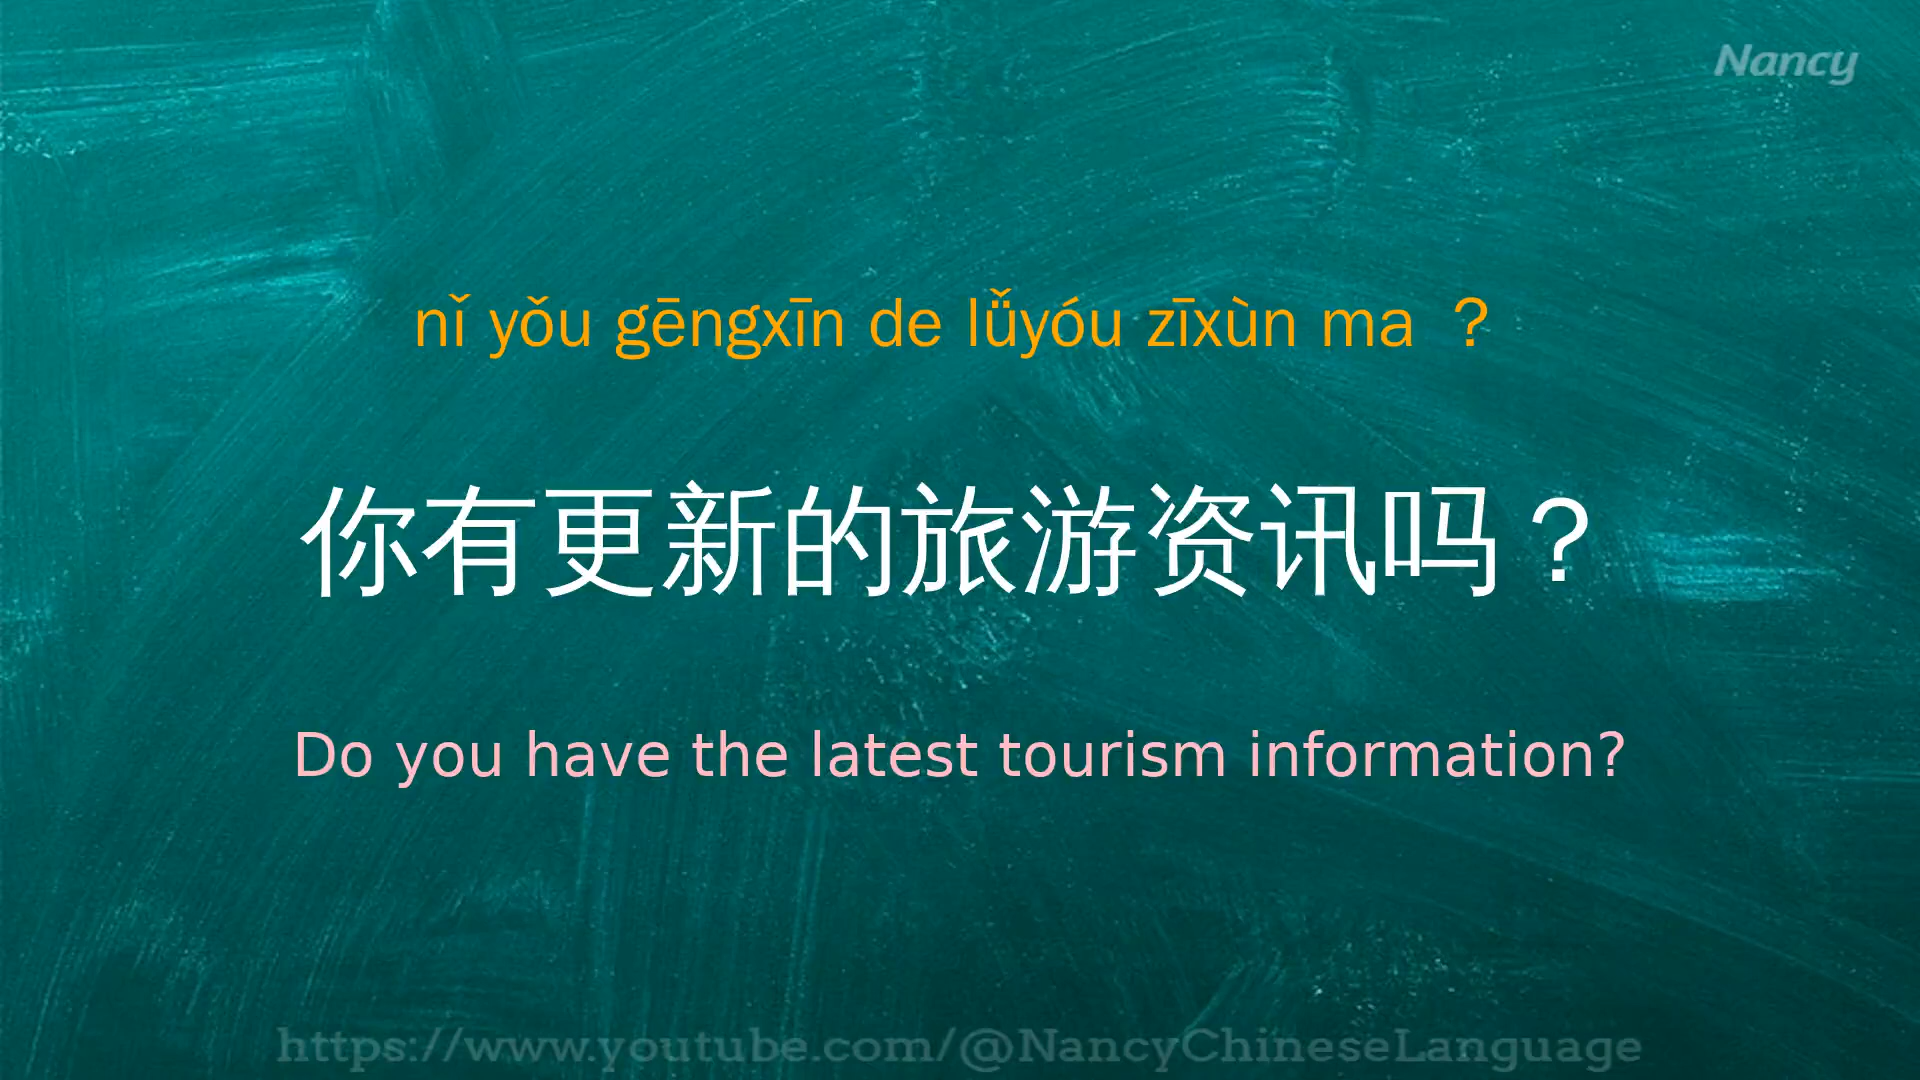 Nancy
nǐ yǒu gēngxīn de lǚyóu zīxùn ma ？
你有更新的旅游资讯吗？
Do you have the latest tourism information?
https://www.youtube.com/@NancyChineseLanguage